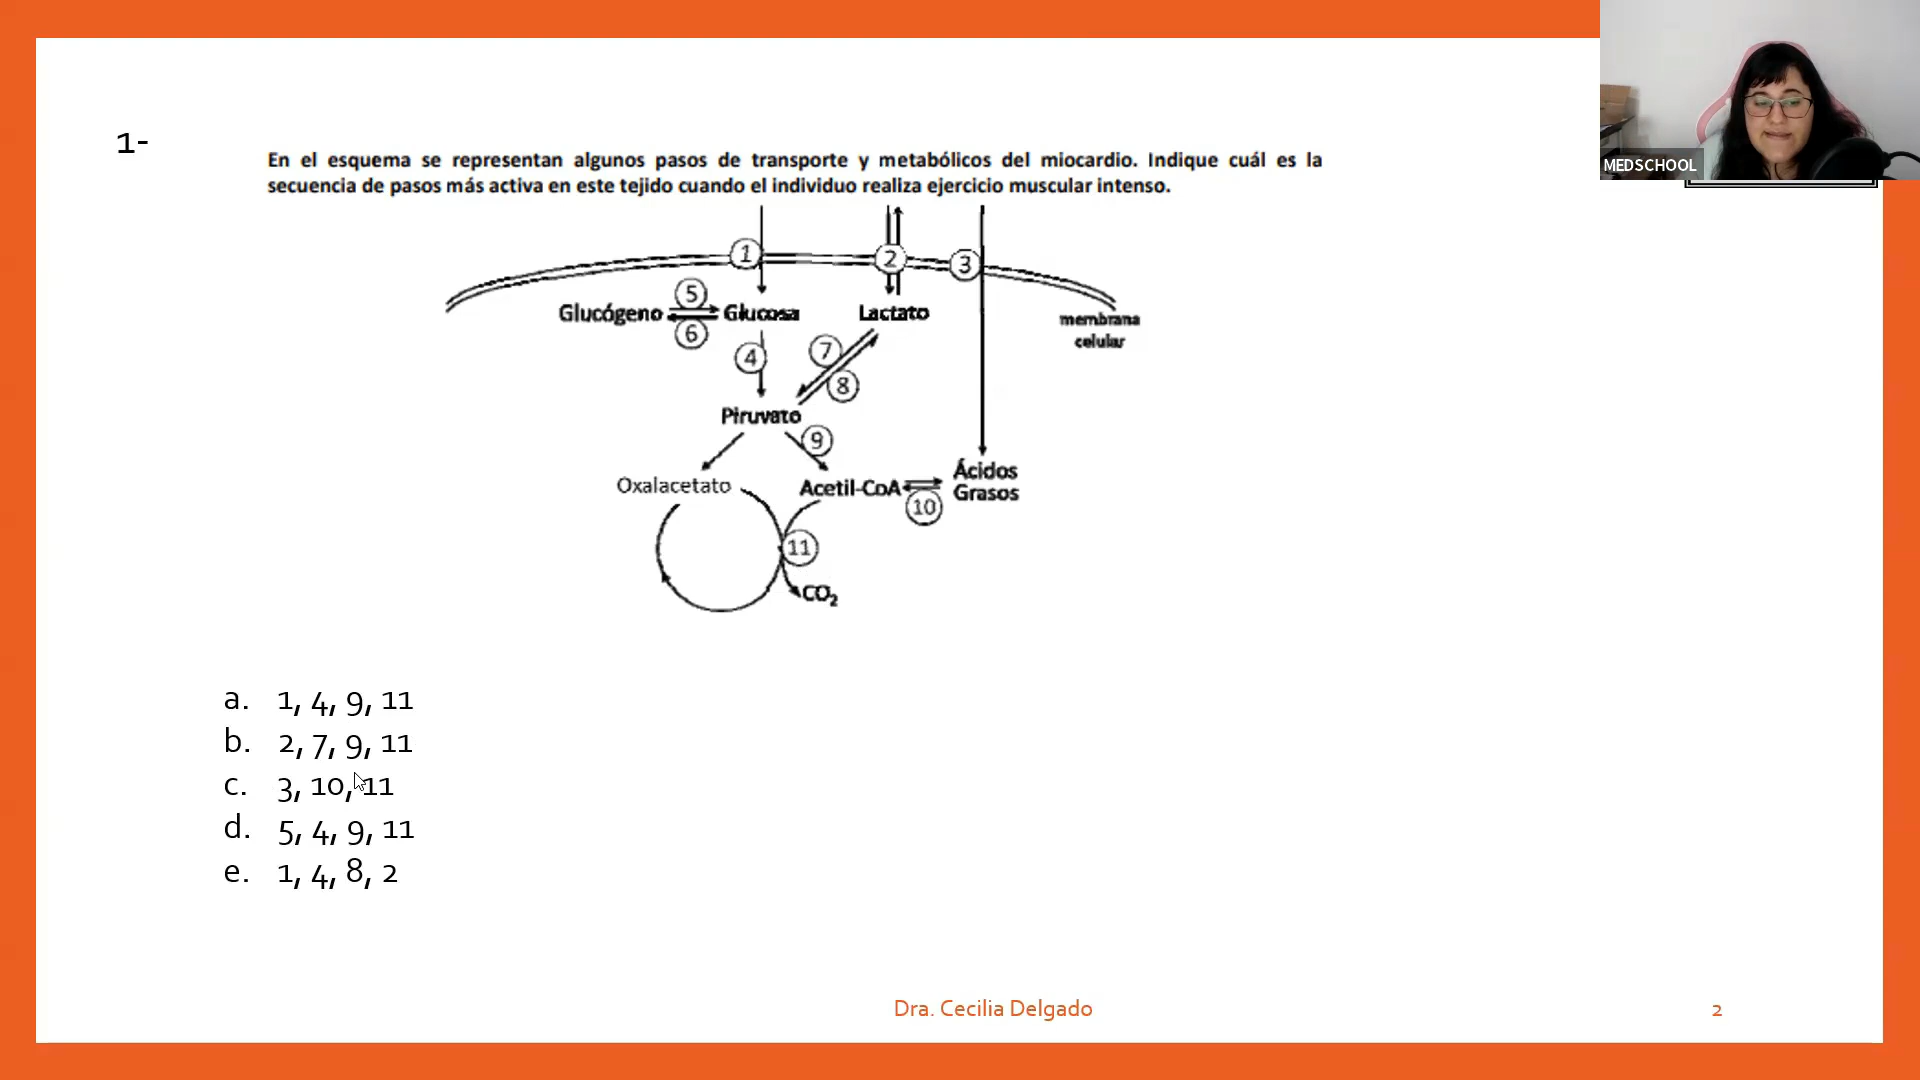 MEDSCHOOL
1-
En el esquema se representan algunos pasos de transporte y metabólicos del miocardio. Indique cuál es la
secuencia de pasos más activa en este tejido cuando el individuo realiza ejercicio muscular intenso.
1
2
3
5
Glucógeno
Glucosa
Lactato
6
membrana
celular
4
7
8
Piruvato
9
Oxalacetato
Acetil-CoA
Ácidos
Grasos
10
11
CO2
a. 1, 4, 9, 11
b. 2, 7, 9, 11
c. 3, 10, 11
d. 5, 4, 9, 11
e. 1, 4, 8, 2
Dra. Cecilia Delgado
2